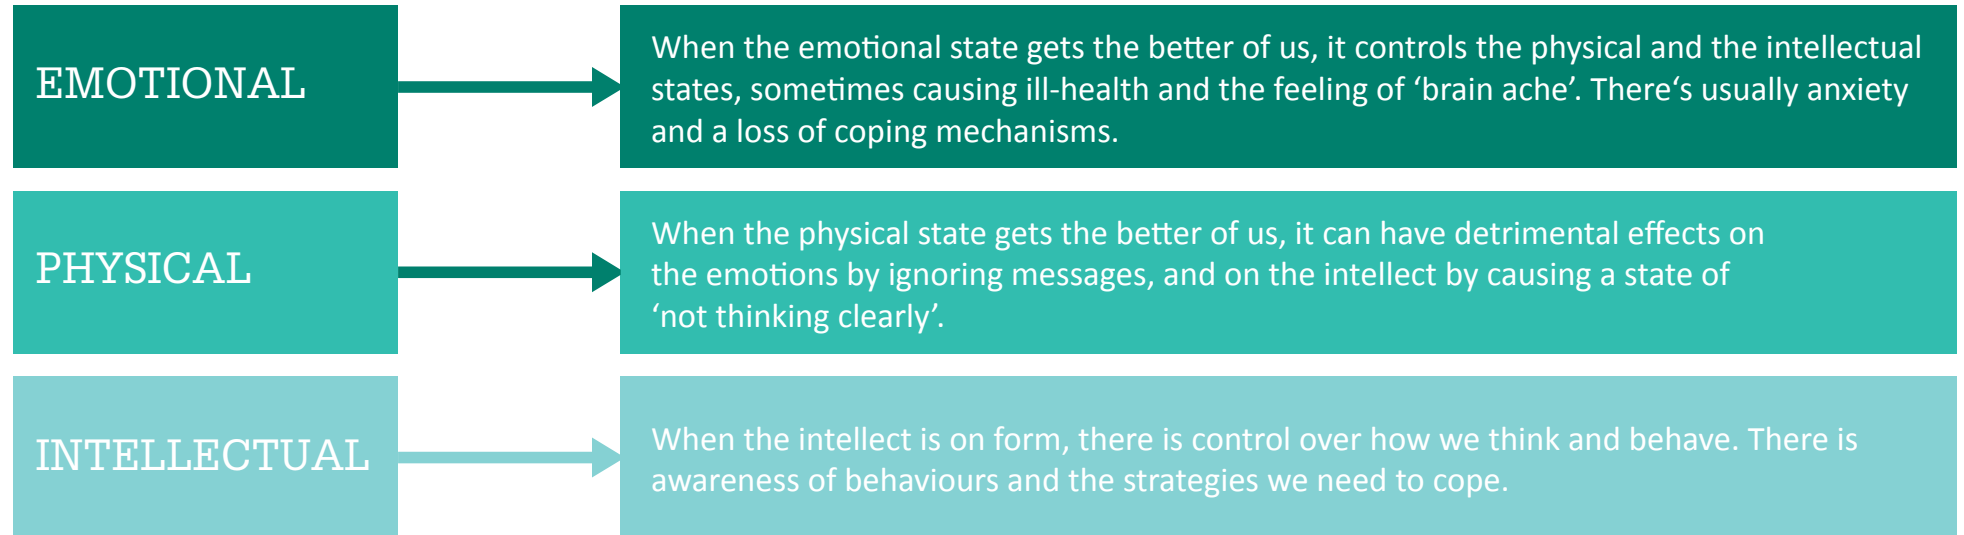 EMOTIONAL
When the emotional state gets the better of us, it controls the physical and the intellectual
states, sometimes causing ill-health and the feeling of ‘brain ache’. There‘s usually anxiety
and a loss of coping mechanisms.
PHYSICAL
When the physical state gets the better of us, it can have detrimental effects on
the emotions by ignoring messages, and on the intellect by causing a state of
‘not thinking clearly’.
INTELLECTUAL
When the intellect is on form, there is control over how we think and behave. There is
awareness of behaviours and the strategies we need to cope.